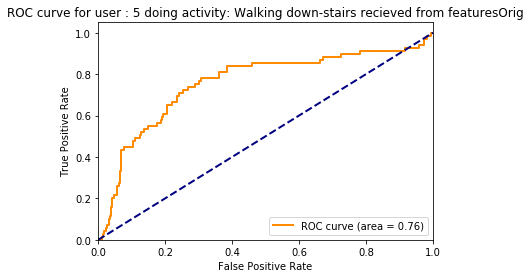 ROC curve for user : 5 doing activity: Walking down-stairs recieved from featuresOrig
1.0
0.8
0.6
0.4
0.2
0.0
True Positive Rate
ROC curve (area = 0.76)
0.0 0.2 0.4 0.6 0.8 1.0
False Positive Rate